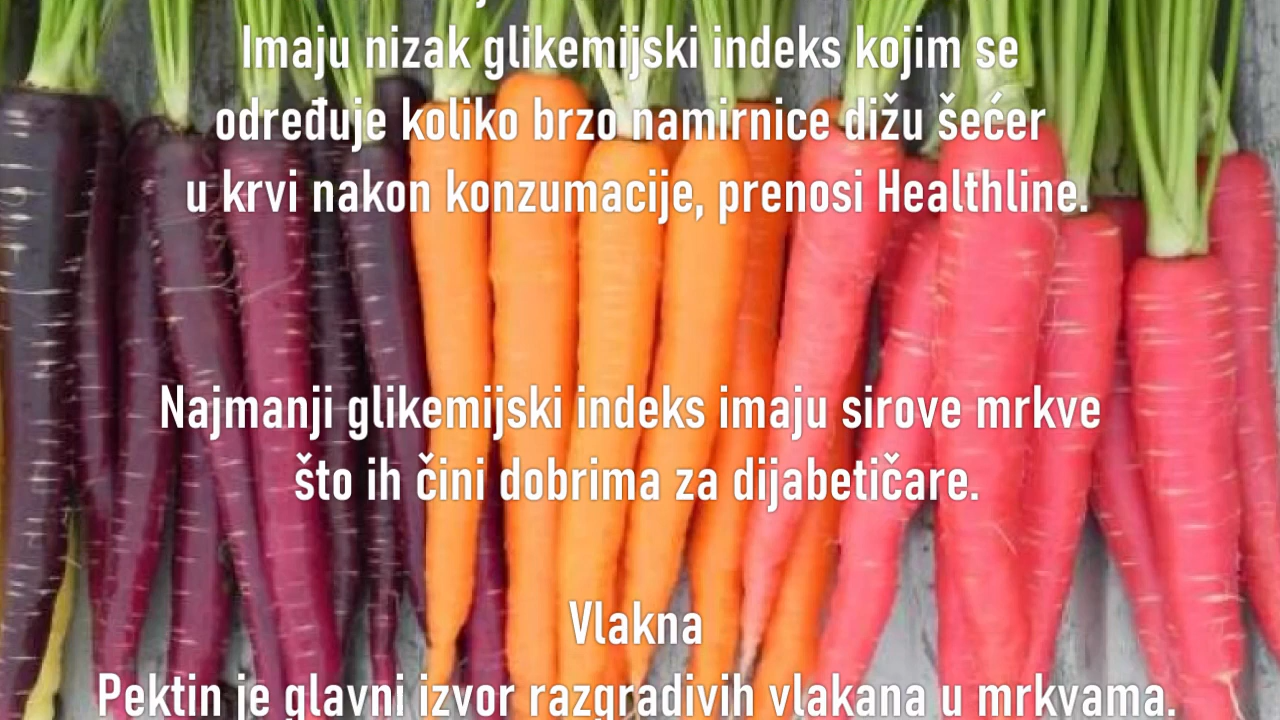 Imaju nizak glikemijski indeks kojim se
određuje koliko brzo namirnice dižu šećer
u krvi nakon konzumacije, prenosi Healthline.
Najmanji glikemijski indeks imaju sirove mrkve
što ih čini dobrima za dijabetičare.
Vlakna
Pektin je glavni izvor razgradivih vlakana u mrkvama.